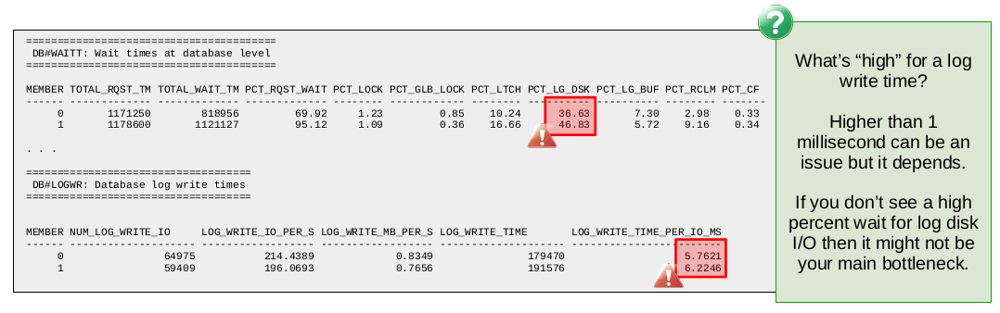 ========================================
 DB#WAITT: Wait times at database level
========================================
MEMBER TOTAL_RQST_TM TOTAL_WAIT_TM PCT_RQST_WAIT PCT_LOCK PCT_GLB_LOCK PCT_LTCH PCT_LG_DSK PCT_LG_BUF PCT_RCLM PCT_CF
------ ------------- ------------- ------------- -------- ------------ -------- ---------- ---------- -------- ------
0 1171250 818956 69.92 1.23 0.85 10.24 36.63 7.30 2.98 0.33
1 1178600 1121127 95.12 1.09 0.36 16.66 46.83 5.72 9.16 0.34
. . .
====================================
 DB#LOGWR: Database log write times
====================================
MEMBER NUM_LOG_WRITE_IO LOG_WRITE_IO_PER_S LOG_WRITE_MB_PER_S LOG_WRITE_TIME LOG_WRITE_TIME_PER_IO_MS
------ -------------------- ------------------ ------------------ -------------------- ------------------------
0 64975 214.4389 0.8349 179470 5.7621
1 59409 196.0693 0.7656 191576 6.2246
?
What’s “high” for a log
write time?
Higher than 1
millisecond can be an
issue but it depends.
If you don’t see a high
percent wait for log disk
I/O then it might not be
your main bottleneck.